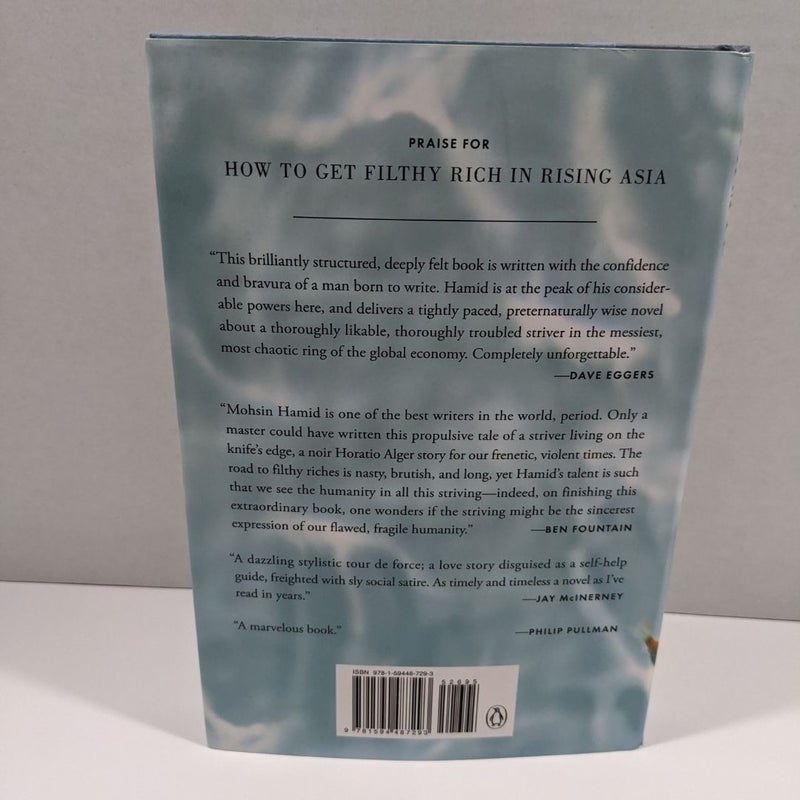 PRAISE FOR
HOW TO GET FILTHY RICH IN RISING ASIA
“This brilliantly structured, deeply felt book is written with the confidence
and bravura of a man born to write. Hamid is at the peak of his consider-
able powers here, and delivers a tightly paced, preternaturally wise novel
about a thoroughly likable, thoroughly troubled striver in the messiest,
most chaotic ring of the global economy. Completely unforgettable.”
—DAVE EGGERS
“Mohsin Hamid is one of the best writers in the world, period. Only a
master could have written this propulsive tale of a striver living on the
knife’s edge, a noir Horatio Alger story for our frenetic, violent times. The
road to filthy riches is nasty, brutish, and long, yet Hamid’s talent is such
that we see the humanity in all this striving—indeed, on finishing this
extraordinary book, one wonders if the striving might be the sincerest
expression of our flawed, fragile humanity.” —BEN FOUNTAIN
“A dazzling stylistic tour de force; a love story disguised as a self-help
guide, freighted with sly social satire. As timely and timeless a novel as I’ve
read in years.” —JAY McINERNEY
“A marvelous book.” —PHILIP PULLMAN
ISBN 978-1-59448-729-3
52695
9 781594 487293